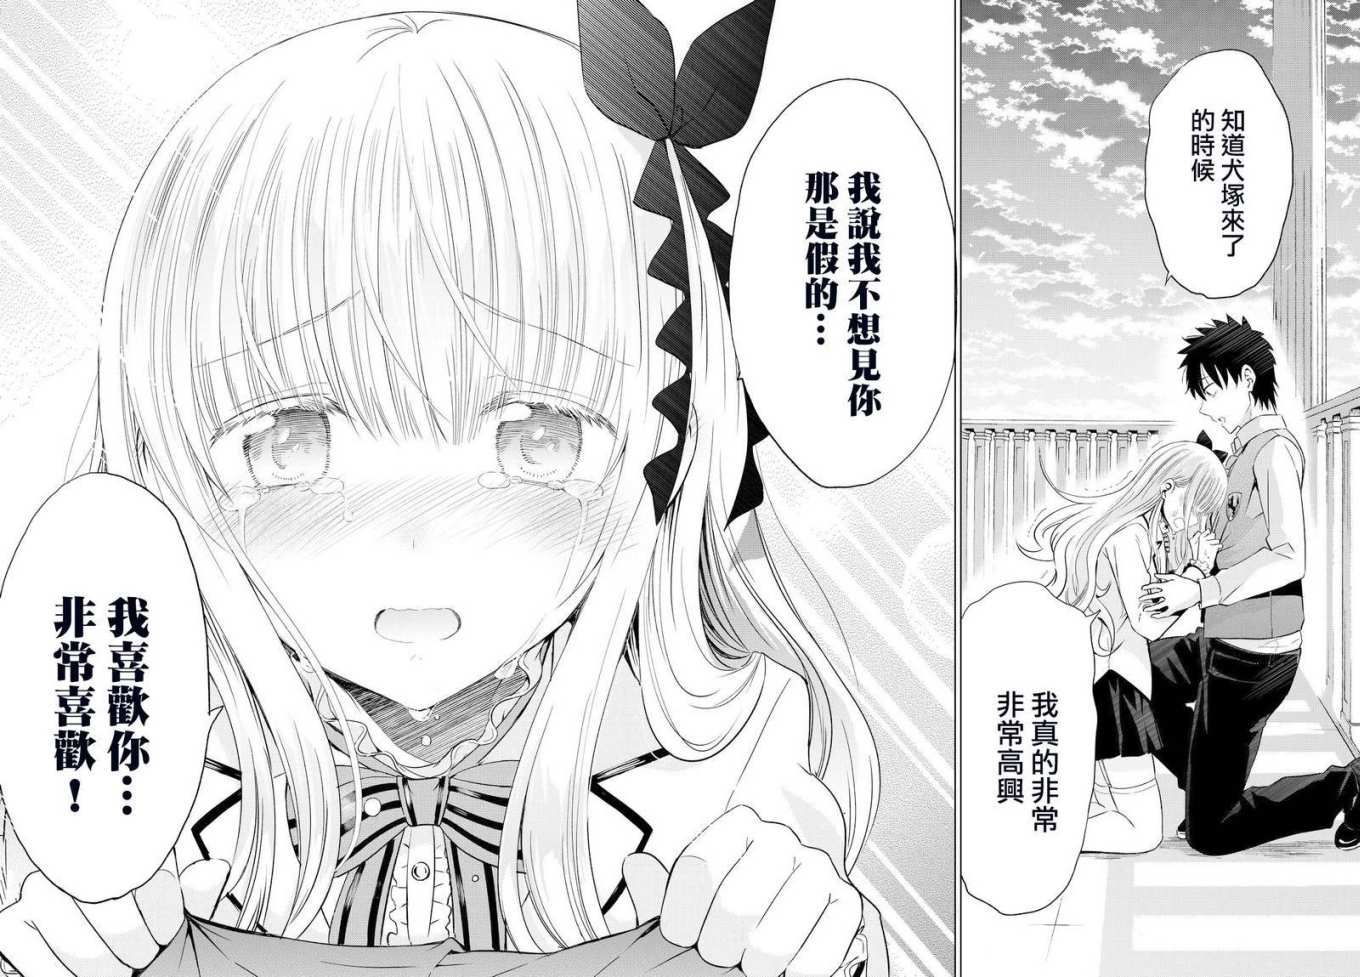 知道犬塚來了
的時候
我真的非常
非常高興
我說我不想見你
那是假的…
我喜歡你…
非常喜歡！